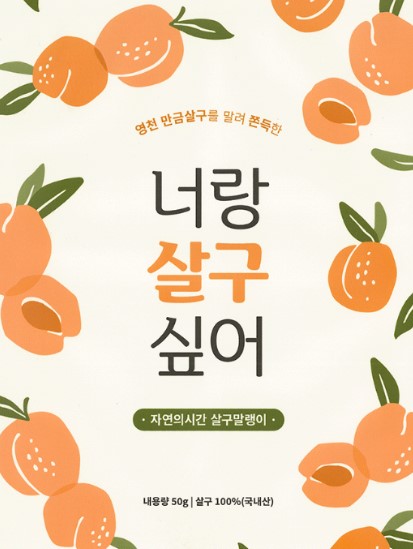 영천 만금살구를 말려 쫀득한
너랑
살구
싶어
· 자연의시간 살구말랭이 ·
내용량 50g | 살구 100%(국내산)